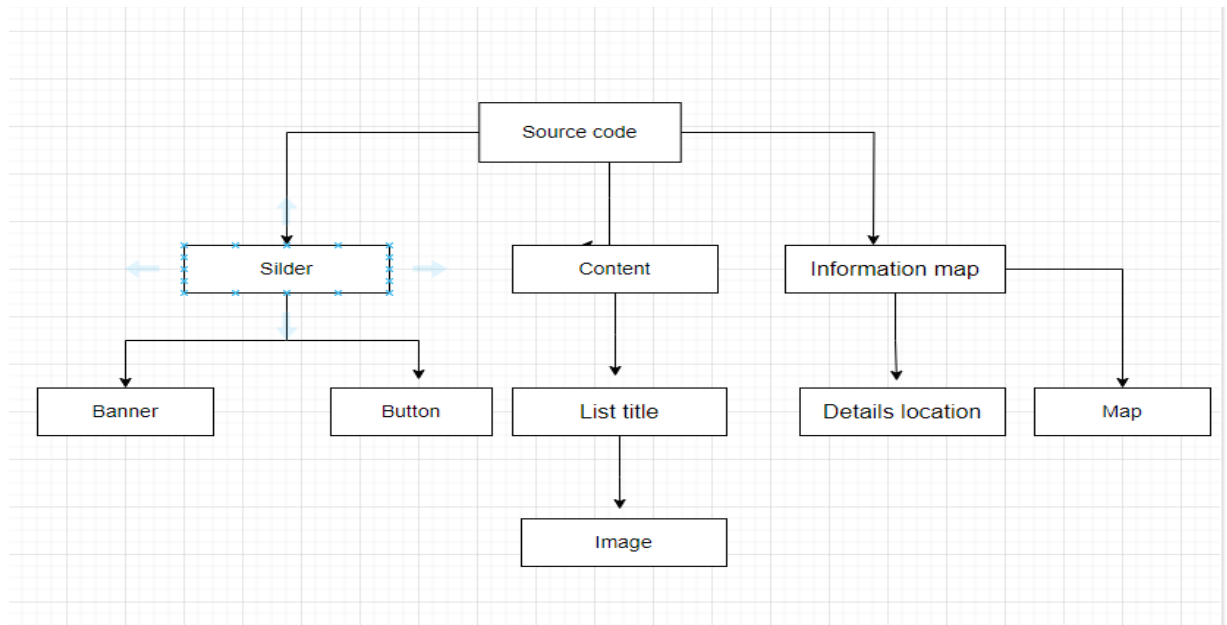 Source code
Silder
Content
Information map
Banner
Button
List title
Details location
Map
Image